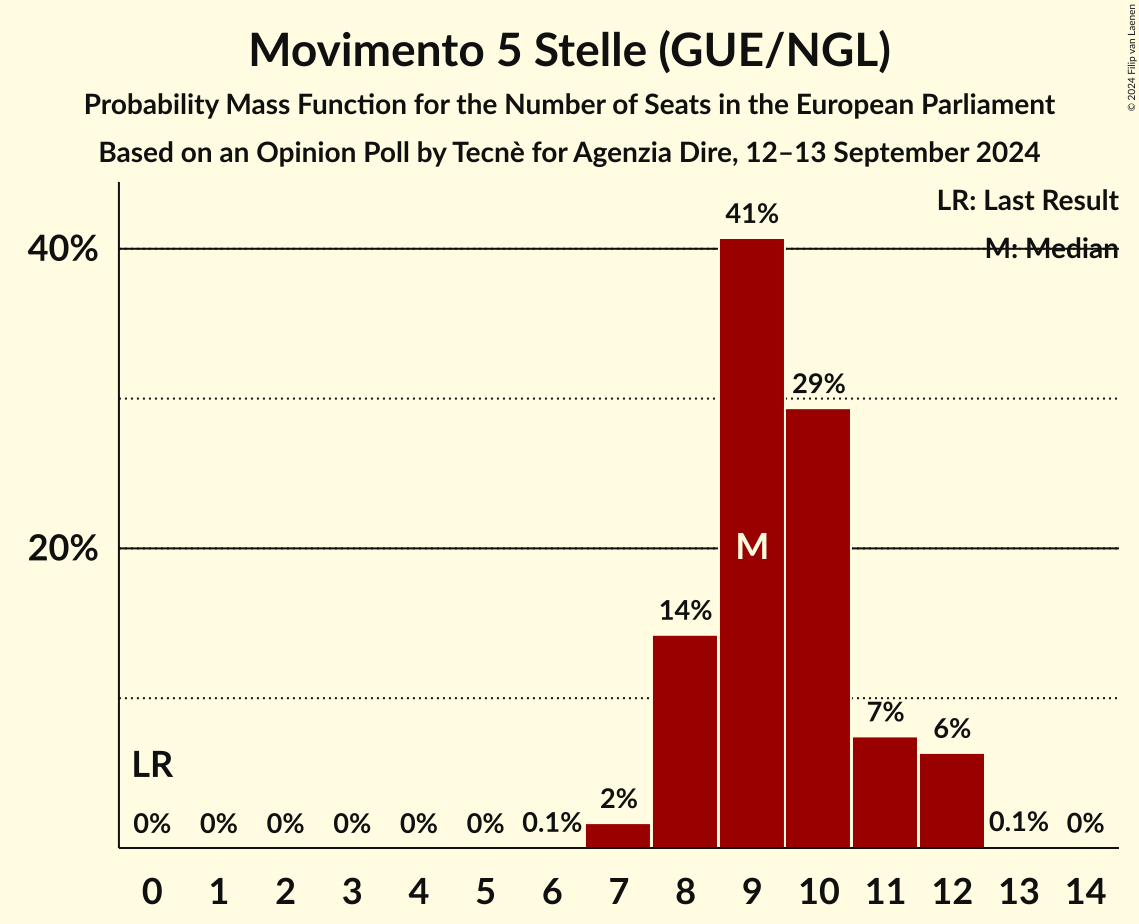 Movimento 5 Stelle (GUE/NGL)
Probability Mass Function for the Number of Seats in the European Parliament
Based on an Opinion Poll by Tecnè for Agenzia Dire, 12–13 September 2024
© 2024 Filip van Laenen
LR: Last Result
M: Median
40%
20%
41%
29%
14%
7%
6%
2%
M
LR
0% 0% 0% 0% 0% 0% 0.1% 0.1% 0%
0 1 2 3 4 5 6 7 8 9 10 11 12 13 14